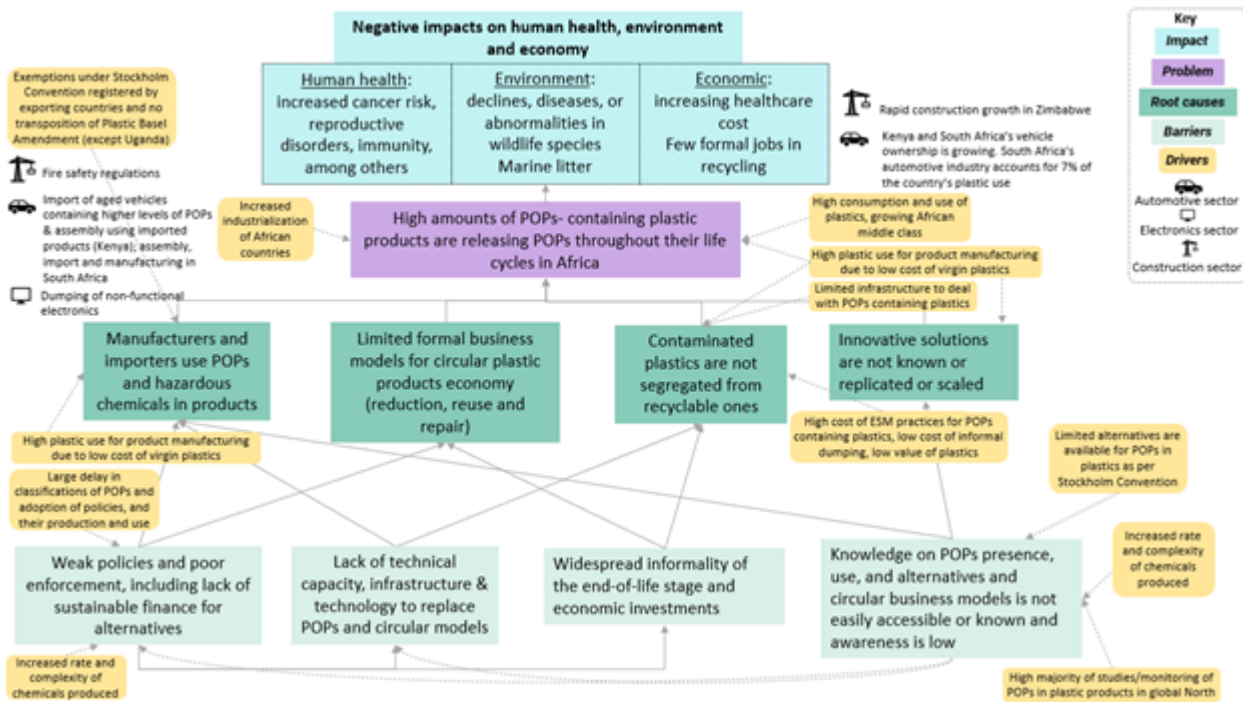 Negative impacts on human health, environment
and economy
Human health:
increased cancer risk,
reproductive
disorders, immunity,
among others
Environment:
declines, diseases, or
abnormalities in
wildlife species
Marine litter
Economic:
increasing healthcare
cost
Few formal jobs in
recycling
Key
Impact
Problem
Root causes
Barriers
Drivers
Automotive sector
Electronics sector
Construction sector
Exemptions under Stockholm
Convention registered by
exporting countries and no
transposition of Plastic Basel
Amendment (except Uganda)
Fire safety regulations
Import of aged vehicles
containing higher levels of POPs
& assembly using imported
products (Kenya); assembly,
import and manufacturing in
South Africa
Dumping of non-functional
electronics
Rapid construction growth in Zimbabwe
Kenya and South Africa's vehicle
ownership is growing. South Africa's
automotive industry accounts for 7% of
the country's plastic use
Increased
industrialization
of African
countries
High amounts of POPs- containing plastic
products are releasing POPs throughout their life
cycles in Africa
High consumption and use of
plastics, growing African
middle class
High plastic use for product manufacturing
due to low cost of virgin plastics
Limited infrastructure to deal
with POPs containing plastics
Manufacturers and
importers use POPs
and hazardous
chemicals in products
Limited formal business
models for circular plastic
products economy
(reduction, reuse and
repair)
Contaminated
plastics are not
segregated from
recyclable ones
Innovative solutions
are not known or
replicated or scaled
High plastic use for product manufacturing
due to low cost of virgin plastics
High cost of ESM practices for POPs
containing plastics, low cost of informal
dumping, low value of plastics
Limited alternatives are
available for POPs in
plastics as per
Stockholm Convention
Large delay in
classifications of POPs and
adoption of policies, and
their production and use
Increased rate
and complexity
of chemicals
produced
Weak policies and poor
enforcement, including lack of
sustainable finance for
alternatives
Lack of technical
capacity, infrastructure &
technology to replace
POPs and circular models
Widespread informality of
the end-of-life stage and
economic investments
Knowledge on POPs presence,
use, and alternatives and
circular business models is not
easily accessible or known and
awareness is low
Increased rate and
complexity of
chemicals produced
High majority of studies/monitoring of
POPs in plastic products in global North